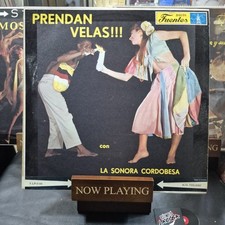 PRENDAN
VELAS!!!
Fuentes
con
LA SONORA CORDOBESA
NOW PLAYING